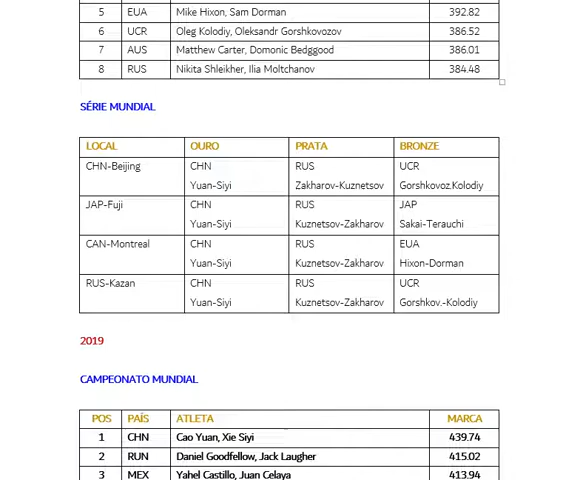 5 EUA Mike Hixon, Sam Dorman 392.82
6 UCR Oleg Kolodiy, Oleksandr Gorshkovozov 386.52
7 AUS Matthew Carter, Domonic Bedggood 386.01
8 RUS Nikita Shleikher, Ilia Moltchanov 384.48
SÉRIE MUNDIAL
LOCAL OURO PRATA BRONZE
CHN-Beijing CHN RUS UCR
Yuan-Siyi Zakharov-Kuznetsov Gorshkovoz,Kolodiy
JAP-Fuji CHN RUS JAP
Yuan-Siyi Kuznetsov-Zakharov Sakai-Terauchi
CAN-Montreal CHN RUS EUA
Yuan-Siyi Kuznetsov-Zakharov Hixon-Dorman
RUS-Kazan CHN RUS UCR
Yuan-Siyi Kuznetsov-Zakharov Gorshkov.-Kolodiy
2019
CAMPEONATO MUNDIAL
POS PAÍS ATLETA MARCA
1 CHN Cao Yuan, Xie Siyi 439.74
2 RUN Daniel Goodfellow, Jack Laugher 415.02
3 MEX Yahel Castillo, Juan Celaya 413.94